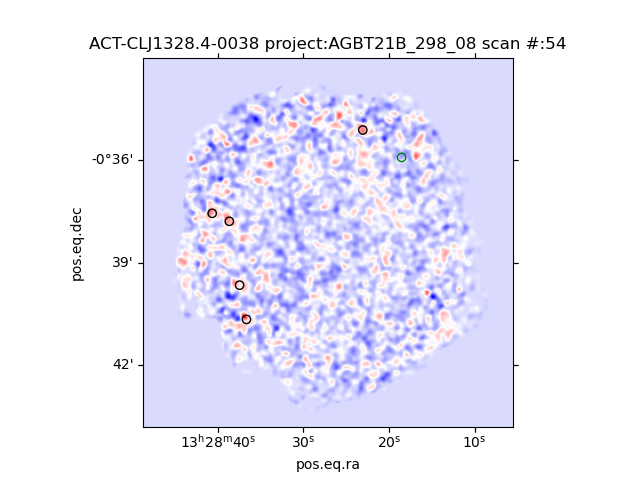 ACT-CLJ1328.4-0038 project:AGBT21B_298_08 scan #:54
-0°36'
39'
42'
pos.eq.dec
13ʰ28ᵐ40ˢ 30ˢ 20ˢ 10ˢ
pos.eq.ra